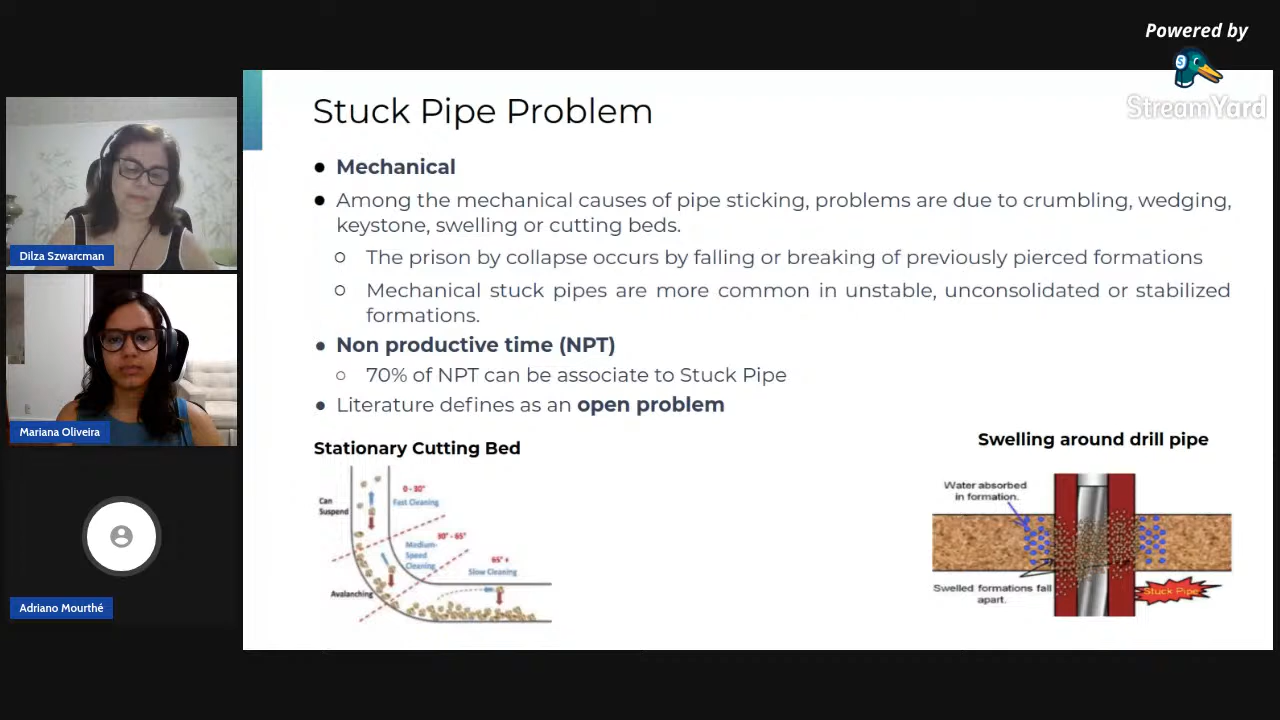 Powered by
StreamYard
Dilza Szwarcman
Mariana Oliveira
Adriano Mourthé
Stuck Pipe Problem
Mechanical
Among the mechanical causes of pipe sticking, problems are due to crumbling, wedging,
keystone, swelling or cutting beds.
The prison by collapse occurs by falling or breaking of previously pierced formations
Mechanical stuck pipes are more common in unstable, unconsolidated or stabilized
formations.
Non productive time (NPT)
70% of NPT can be associate to Stuck Pipe
Literature defines as an open problem
Stationary Cutting Bed
Can
Suspend
0 - 30°
Fast Cleaning
30° - 65°
Medium-
Speed
Cleaning
65° +
Slow Cleaning
Avalanching
Swelling around drill pipe
Water absorbed
in formation.
Swelled formations fall
apart.
Stuck Pipe